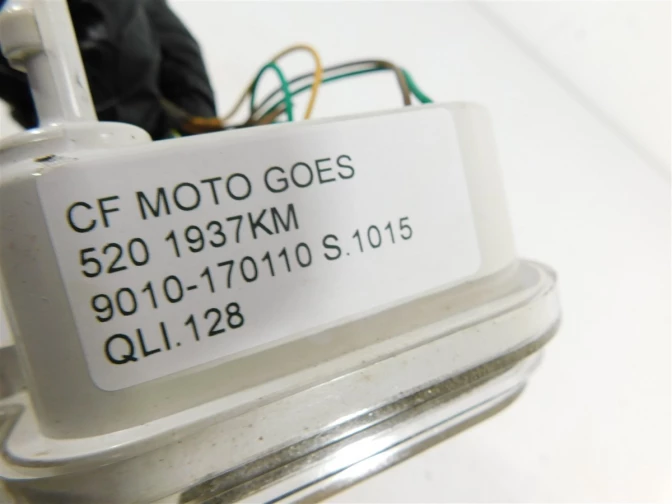 CF MOTO GOES
520 1937KM
9010-170110 S.1015
QLI.128